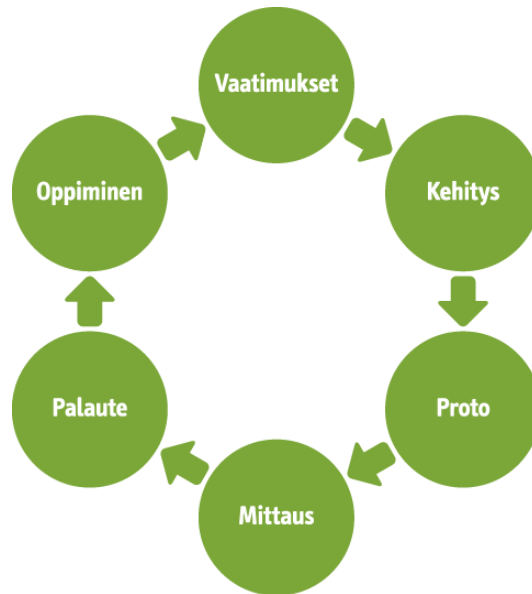 Vaatimukset
Kehitys
Proto
Mittaus
Palaute
Oppiminen